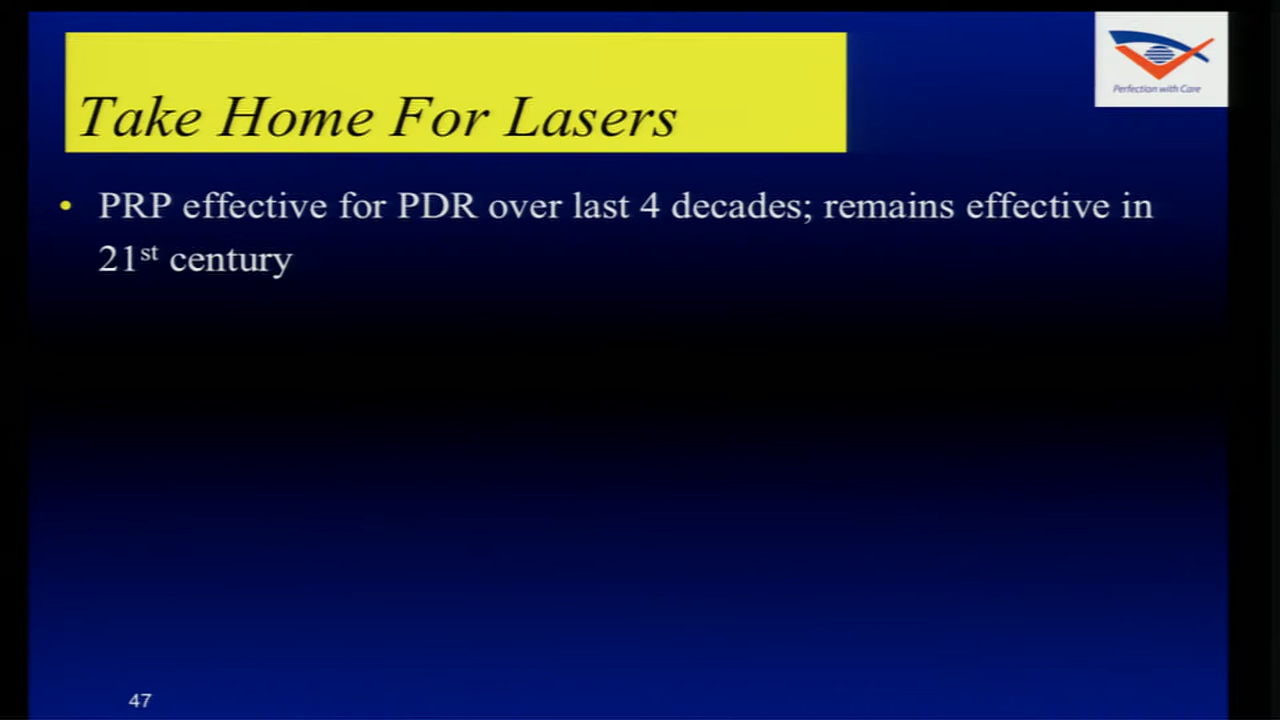 Perfection with Care
Take Home For Lasers
• PRP effective for PDR over last 4 decades; remains effective in
21st century
47